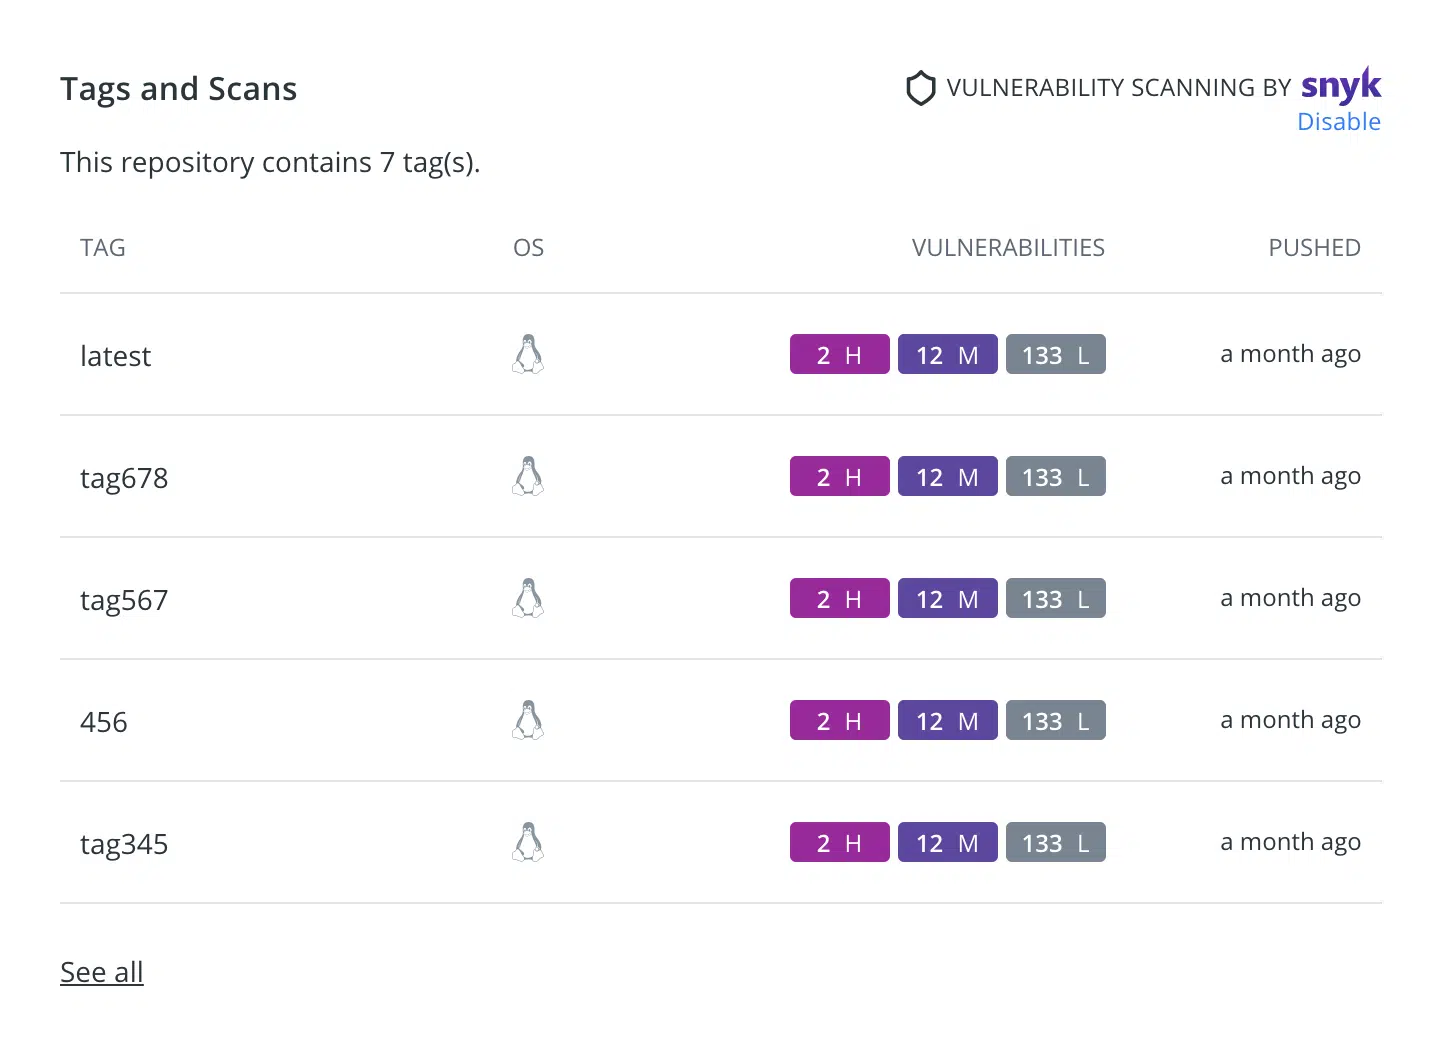 Tags and Scans
VULNERABILITY SCANNING BY snyk
Disable
This repository contains 7 tag(s).
TAG OS VULNERABILITIES PUSHED
latest 2 H 12 M 133 L a month ago
tag678 2 H 12 M 133 L a month ago
tag567 2 H 12 M 133 L a month ago
456 2 H 12 M 133 L a month ago
tag345 2 H 12 M 133 L a month ago
See all